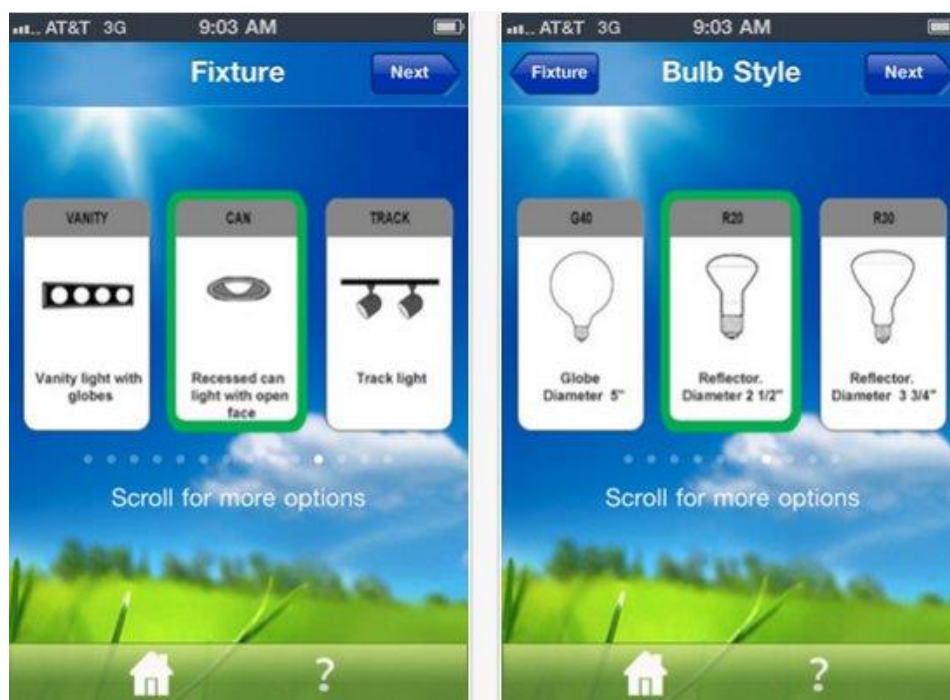 AT&T 3G 9:03 AM
Fixture
Next
VANITY
Vanity light with
globes
CAN
Recessed can
light with open
face
TRACK
Track light
Scroll for more options
?
AT&T 3G 9:03 AM
Fixture
Bulb Style
Next
G40
Globe
Diameter 5"
R20
Reflector.
Diameter 2 1/2"
R30
Reflector.
Diameter 3 3/4"
Scroll for more options
?